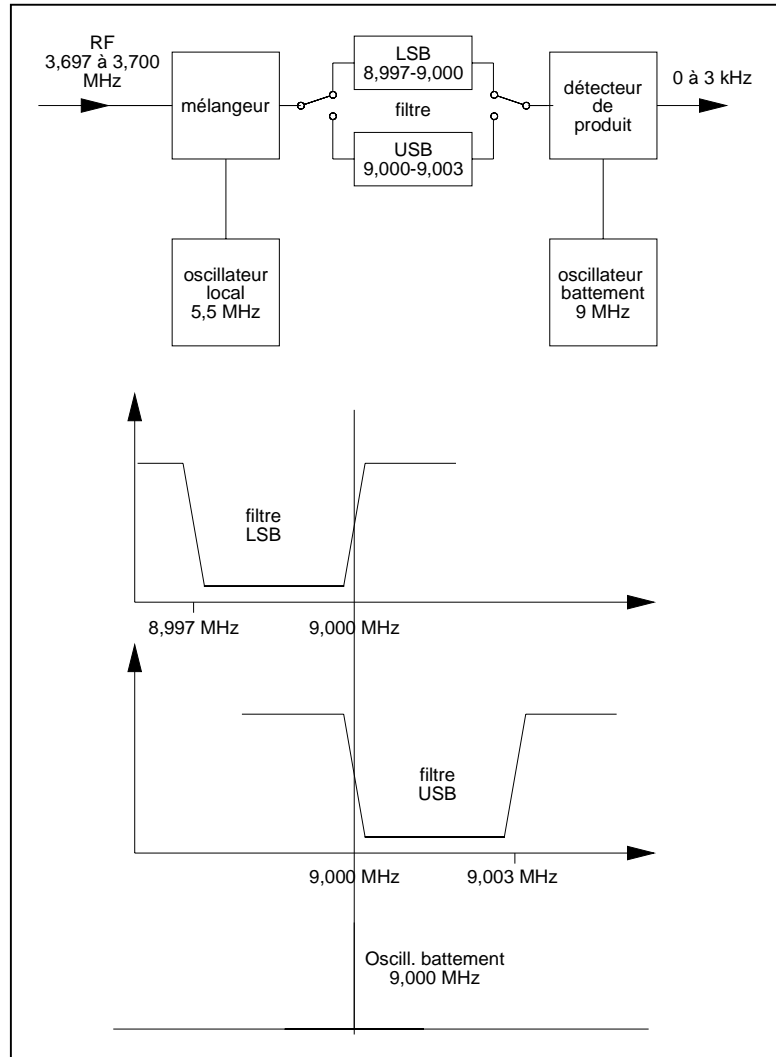 RF
3,697 à 3,700
MHz
mélangeur
LSB
8,997-9,000
filtre
USB
9,000-9,003
détecteur
de
produit
0 à 3 kHz
oscillateur
local
5,5 MHz
oscillateur
battement
9 MHz
filtre
LSB
8,997 MHz
9,000 MHz
filtre
USB
9,000 MHz
9,003 MHz
Oscill. battement
9,000 MHz